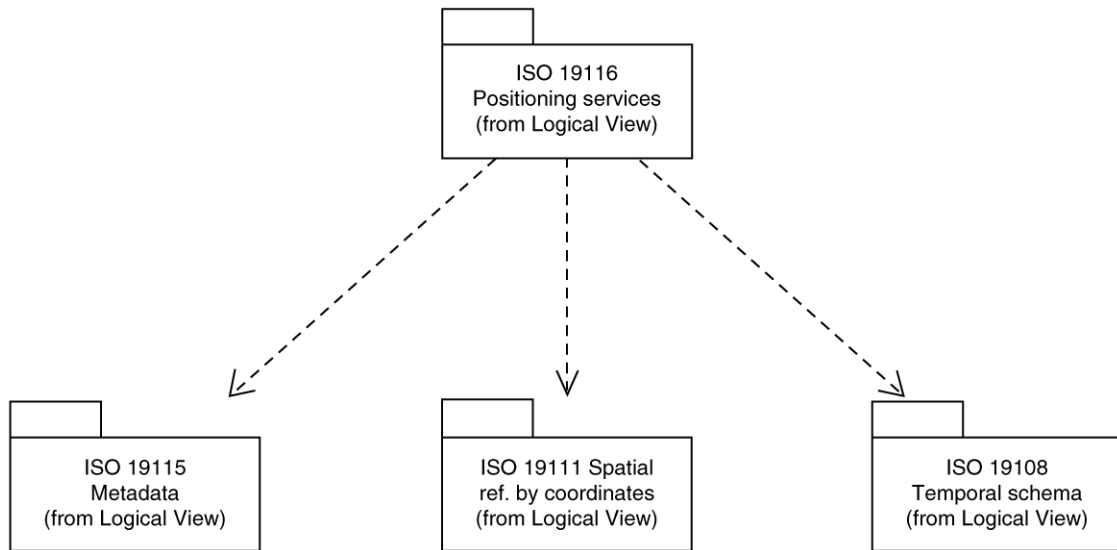 ISO 19116
Positioning services
(from Logical View)
ISO 19115
Metadata
(from Logical View)
ISO 19111 Spatial
ref. by coordinates
(from Logical View)
ISO 19108
Temporal schema
(from Logical View)